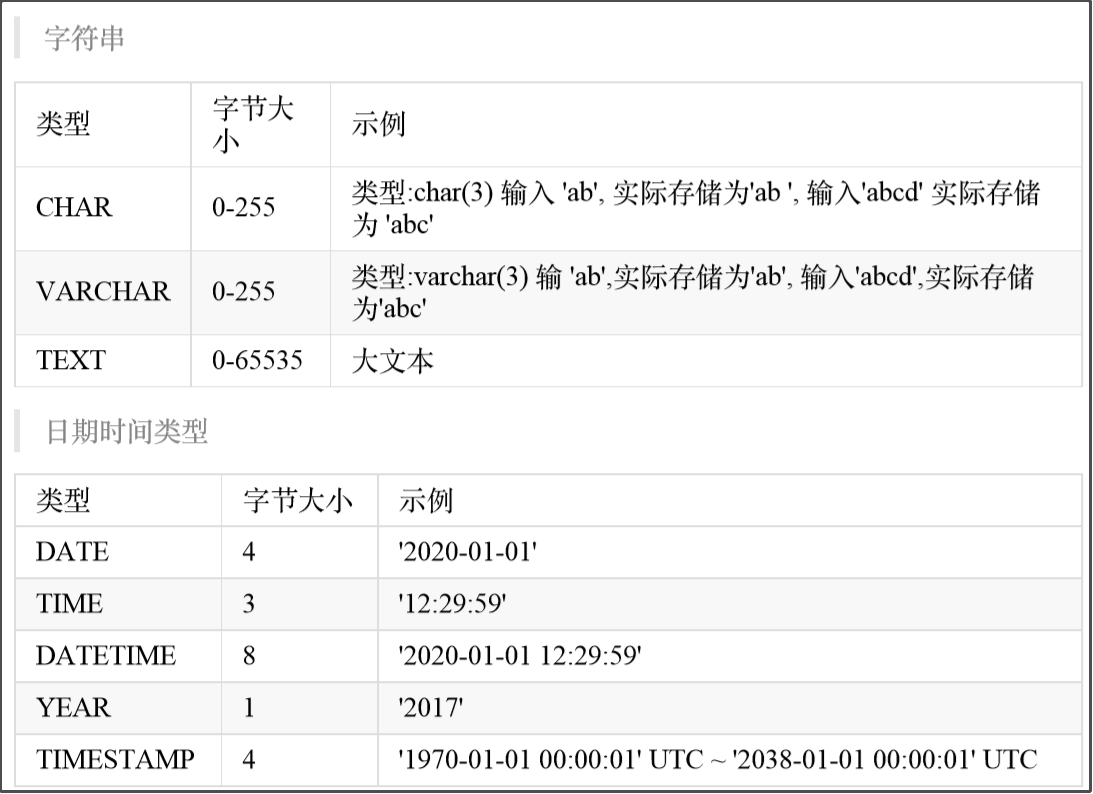 字符串
类型 字节大
小 示例
CHAR 0-255 类型:char(3) 输入 'ab', 实际存储为'ab ', 输入'abcd' 实际存储
为 'abc'
VARCHAR 0-255 类型:varchar(3) 输 'ab',实际存储为'ab', 输入'abcd',实际存储
为'abc'
TEXT 0-65535 大文本
日期时间类型
类型 字节大小 示例
DATE 4 '2020-01-01'
TIME 3 '12:29:59'
DATETIME 8 '2020-01-01 12:29:59'
YEAR 1 '2017'
TIMESTAMP 4 '1970-01-01 00:00:01' UTC ~ '2038-01-01 00:00:01' UTC